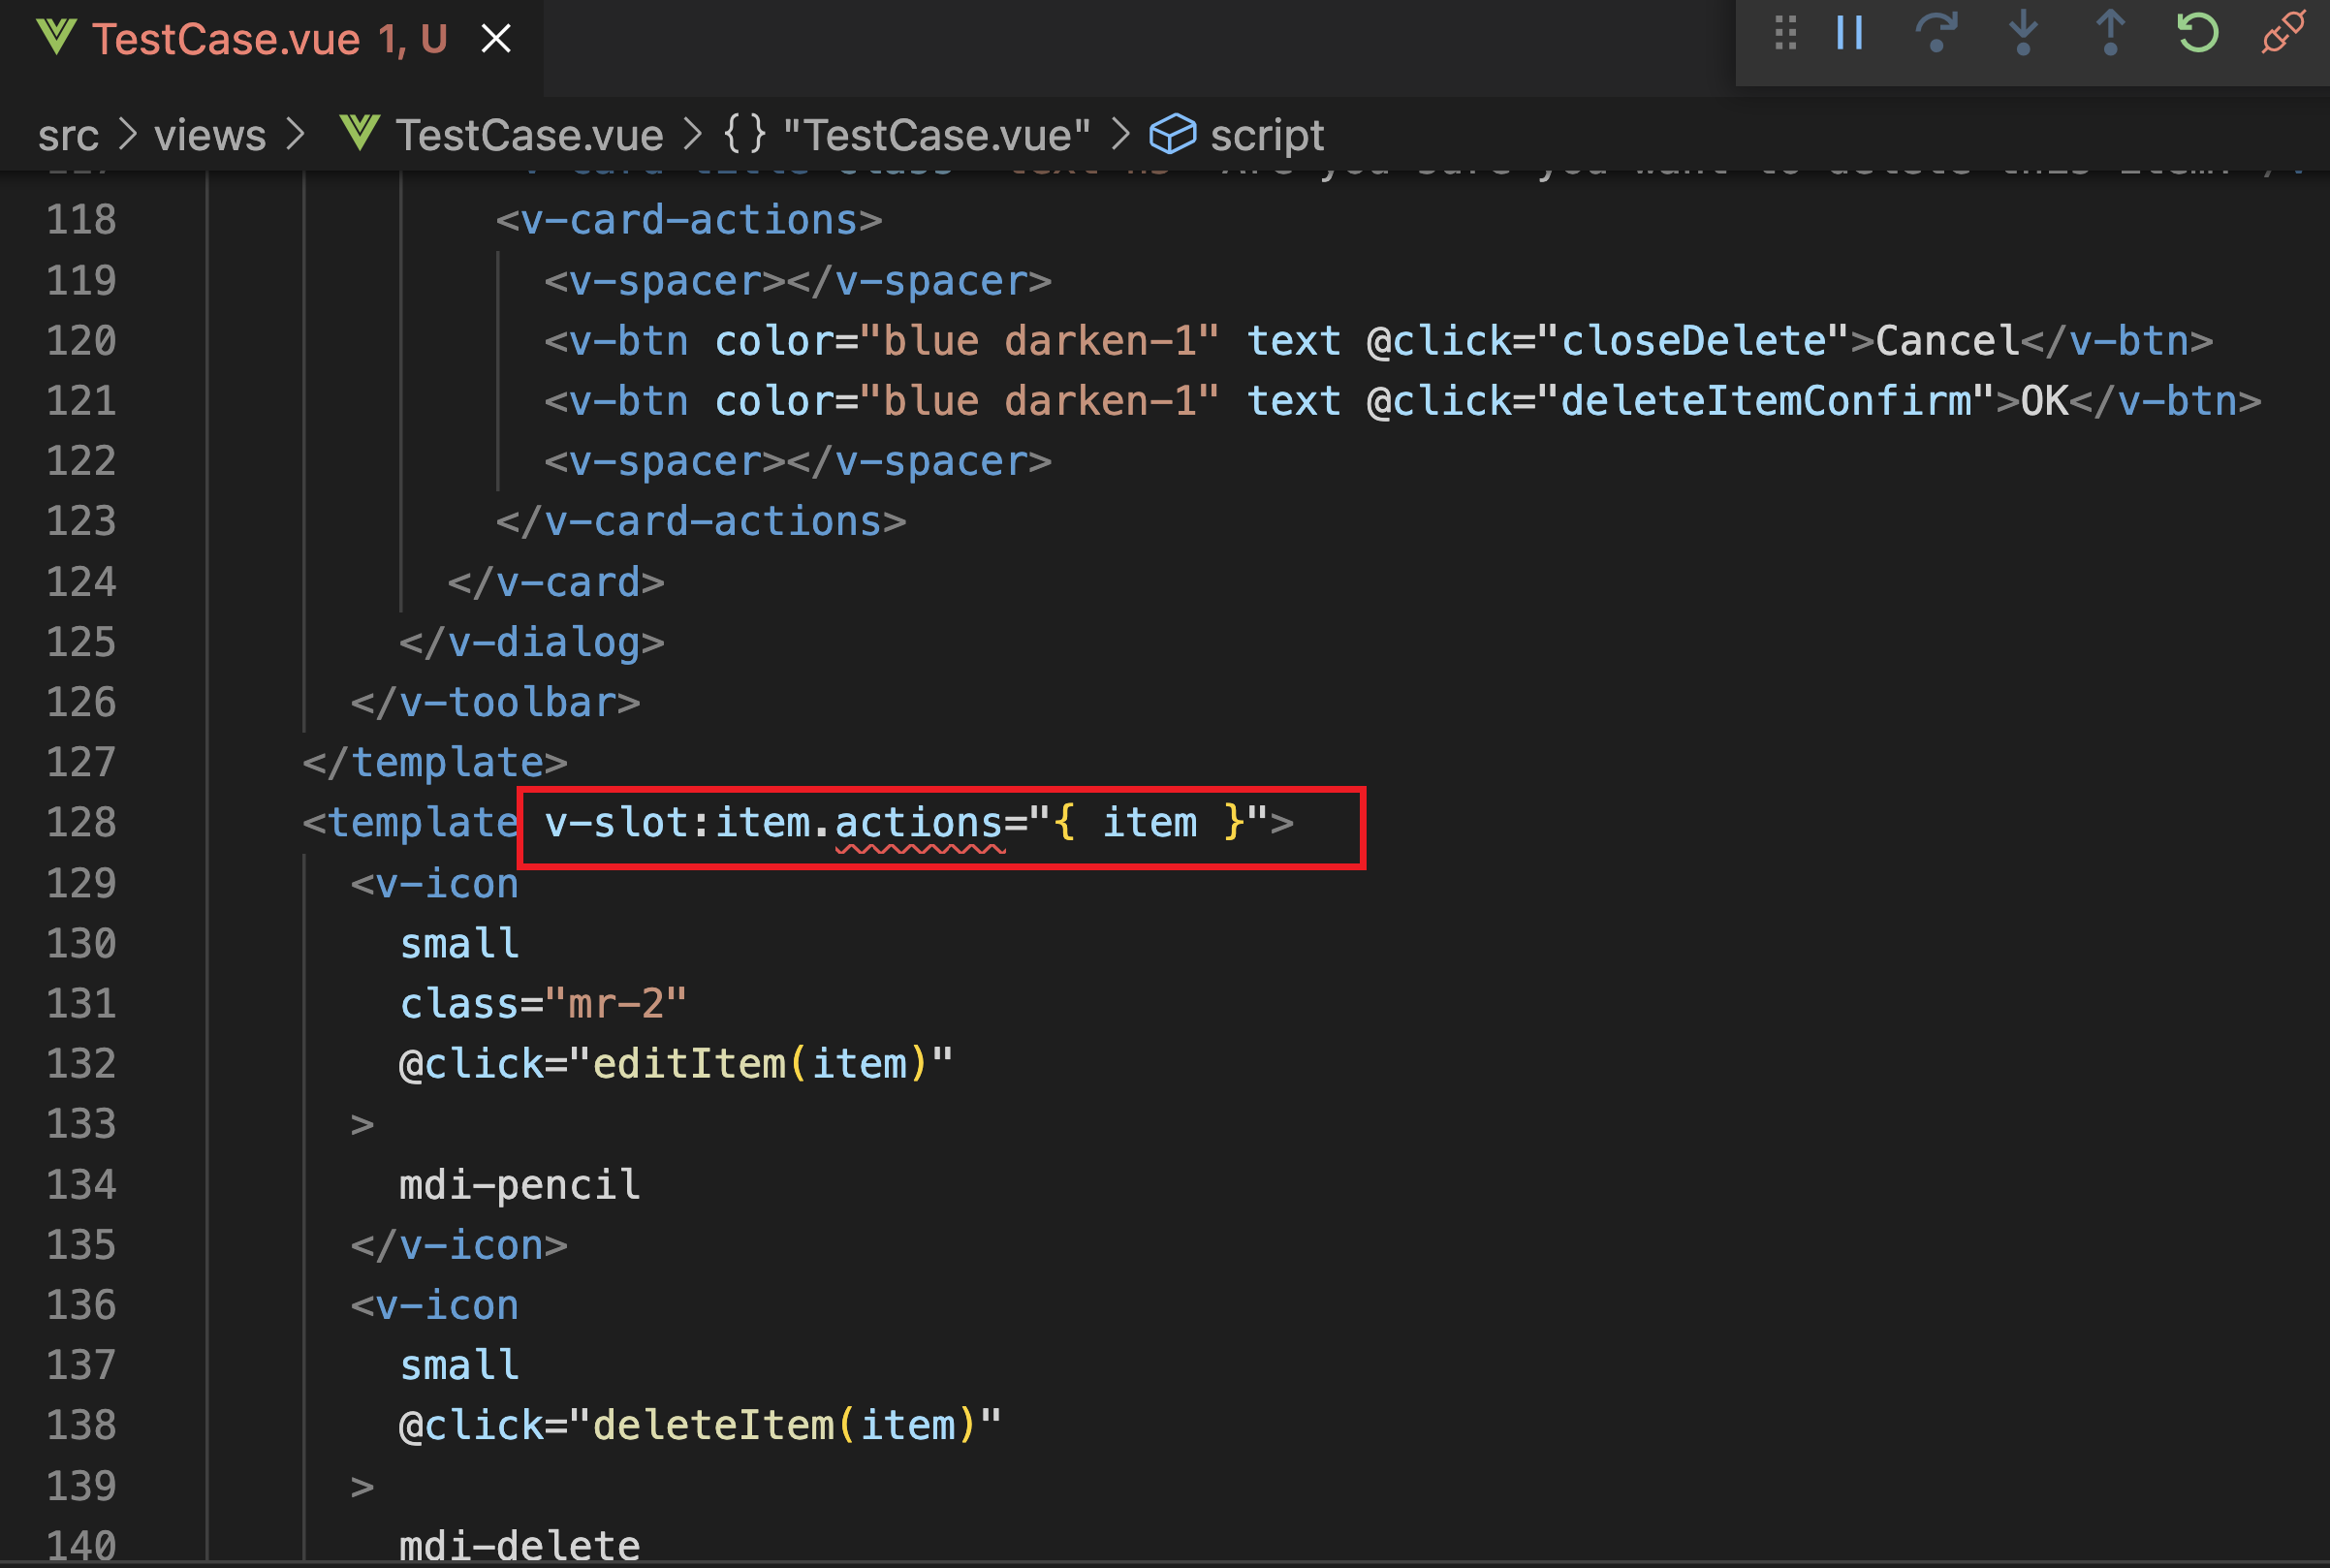 TestCase.vue 1, U
src > views > TestCase.vue > {} "TestCase.vue" > script
118 <v-card-actions>
119 <v-spacer></v-spacer>
120 <v-btn color="blue darken-1" text @click="closeDelete">Cancel</v-btn>
121 <v-btn color="blue darken-1" text @click="deleteItemConfirm">OK</v-btn>
122 <v-spacer></v-spacer>
123 </v-card-actions>
124 </v-card>
125 </v-dialog>
126 </v-toolbar>
127 </template>
128 <template v-slot:item.actions="{ item }">
129 <v-icon
130 small
131 class="mr-2"
132 @click="editItem(item)"
133 >
134 mdi-pencil
135 </v-icon>
136 <v-icon
137 small
138 @click="deleteItem(item)"
139 >
140 mdi-delete